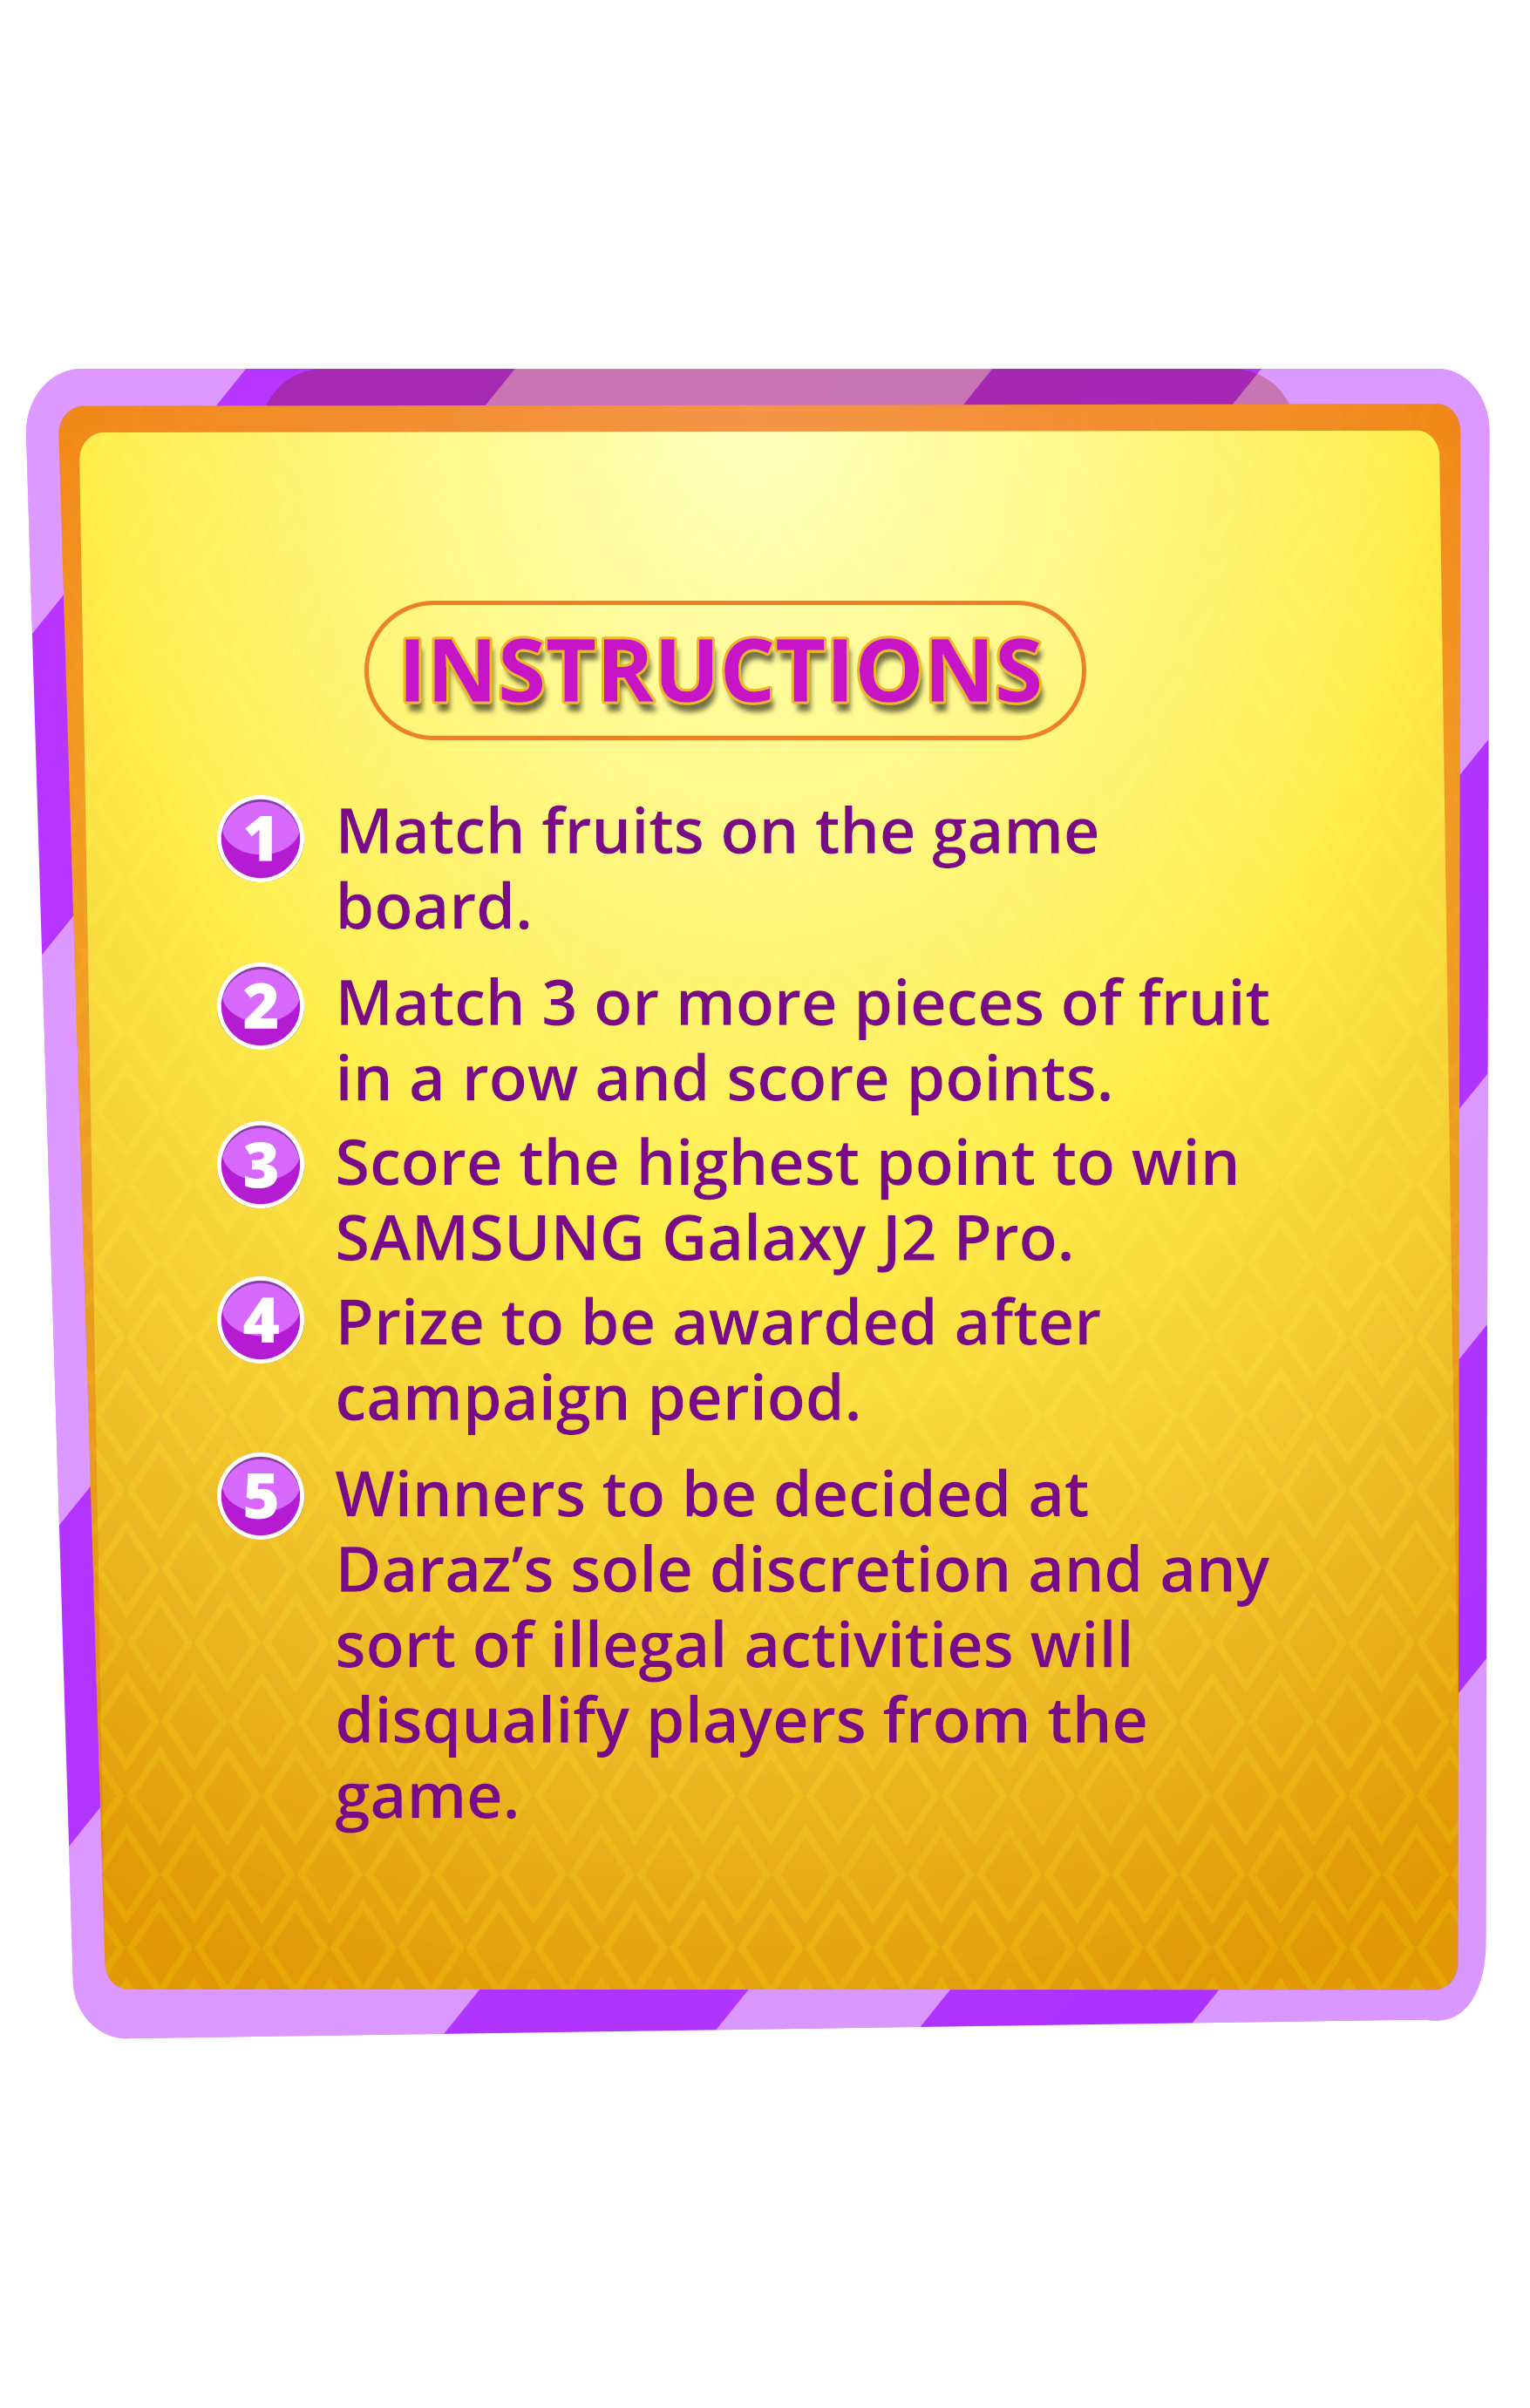 INSTRUCTIONS
1 Match fruits on the game
board.
2 Match 3 or more pieces of fruit
in a row and score points.
3 Score the highest point to win
SAMSUNG Galaxy J2 Pro.
4 Prize to be awarded after
campaign period.
5 Winners to be decided at
Daraz’s sole discretion and any
sort of illegal activities will
disqualify players from the
game.